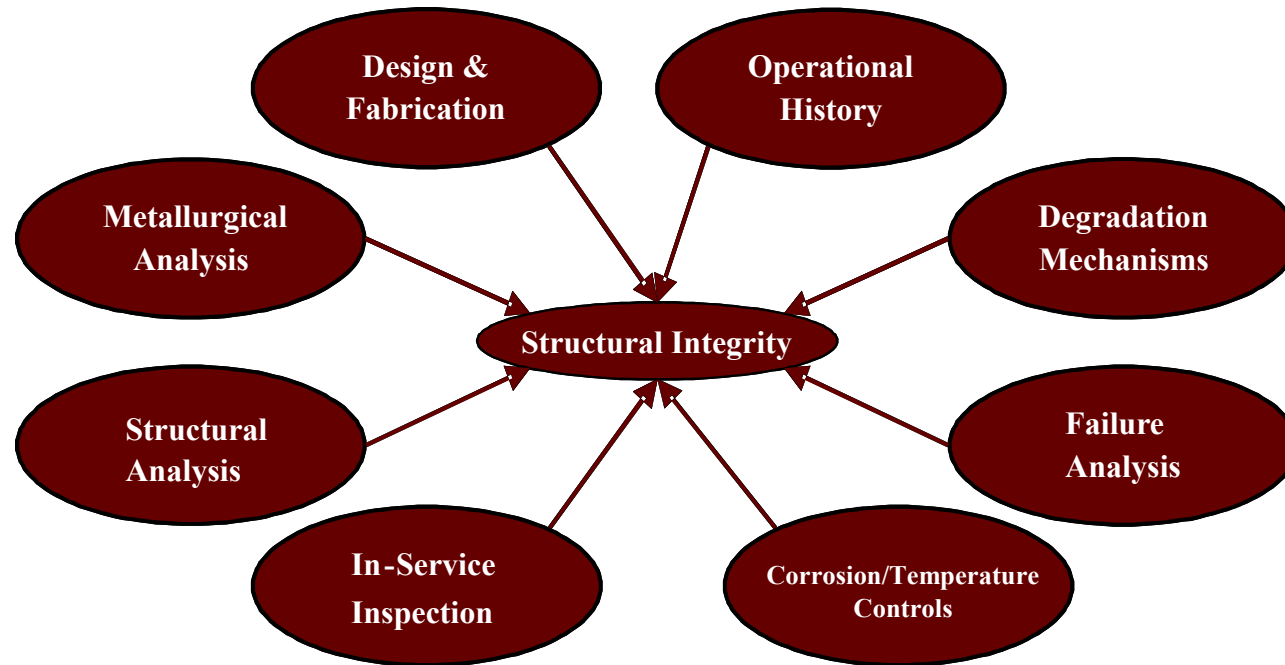 Design &
Fabrication
Operational
History
Metallurgical
Analysis
Degradation
Mechanisms
Structural Integrity
Structural
Analysis
Failure
Analysis
In-Service
Inspection
Corrosion/Temperature
Controls